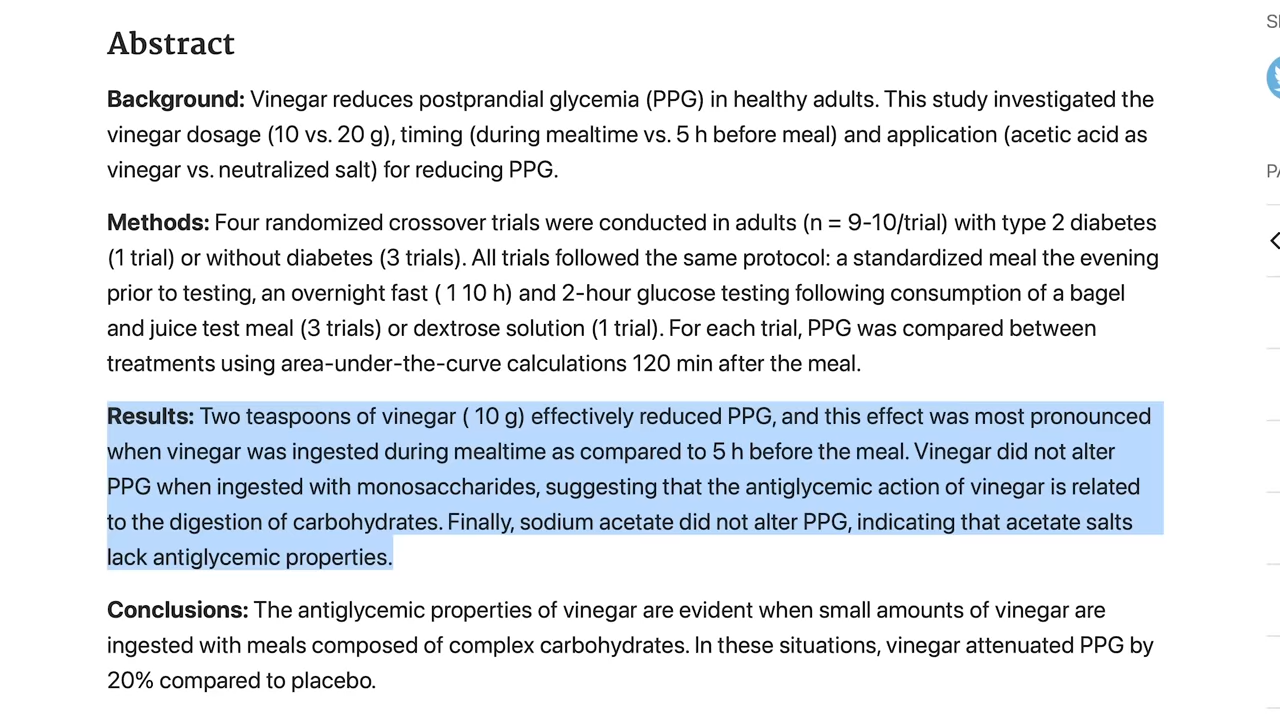 Abstract
Background: Vinegar reduces postprandial glycemia (PPG) in healthy adults. This study investigated the
vinegar dosage (10 vs. 20 g), timing (during mealtime vs. 5 h before meal) and application (acetic acid as
vinegar vs. neutralized salt) for reducing PPG.
Methods: Four randomized crossover trials were conducted in adults (n = 9-10/trial) with type 2 diabetes
(1 trial) or without diabetes (3 trials). All trials followed the same protocol: a standardized meal the evening
prior to testing, an overnight fast ( 1 10 h) and 2-hour glucose testing following consumption of a bagel
and juice test meal (3 trials) or dextrose solution (1 trial). For each trial, PPG was compared between
treatments using area-under-the-curve calculations 120 min after the meal.
Results: Two teaspoons of vinegar ( 10 g) effectively reduced PPG, and this effect was most pronounced
when vinegar was ingested during mealtime as compared to 5 h before the meal. Vinegar did not alter
PPG when ingested with monosaccharides, suggesting that the antiglycemic action of vinegar is related
to the digestion of carbohydrates. Finally, sodium acetate did not alter PPG, indicating that acetate salts
lack antiglycemic properties.
Conclusions: The antiglycemic properties of vinegar are evident when small amounts of vinegar are
ingested with meals composed of complex carbohydrates. In these situations, vinegar attenuated PPG by
20% compared to placebo.